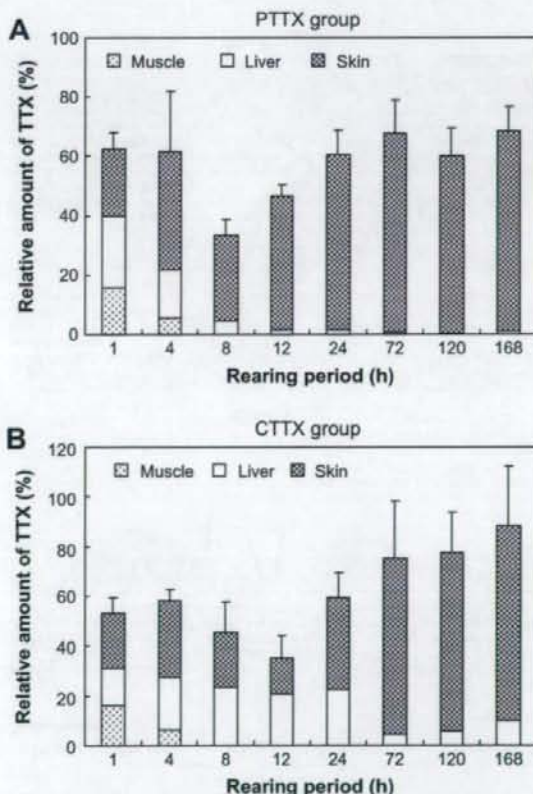 A
PTTX group
Relative amount of TTX (%)
100
80
60
40
20
0
Muscle Liver Skin
1 4 8 12 24 72 120 168
Rearing period (h)
B
CTTX group
Relative amount of TTX (%)
120
100
80
60
40
20
0
Muscle Liver Skin
1 4 8 12 24 72 120 168
Rearing period (h)